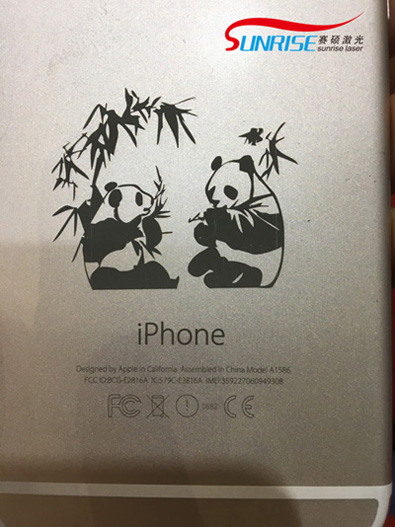 SUNRISE 赛硕激光
sunrise laser
iPhone
Designed by Apple in California Assembled in China Model A1586
FCC ID:BCG-E2816A IC:579C-E2816A IMEI:359227060949308
FC 0682 CE